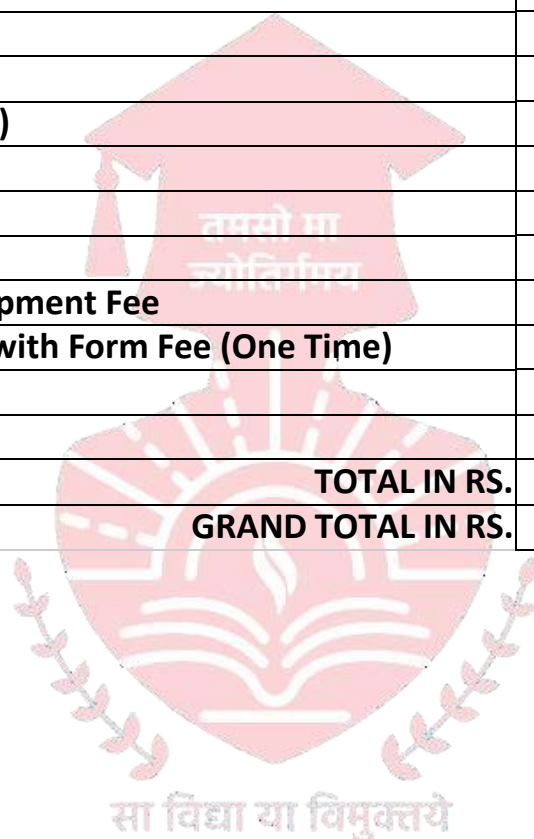 )
तमसो मा
ज्योतिर्गमय
pment Fee
with Form Fee (One Time)
TOTAL IN RS.
GRAND TOTAL IN RS.
सा विद्या या विमुक्तये